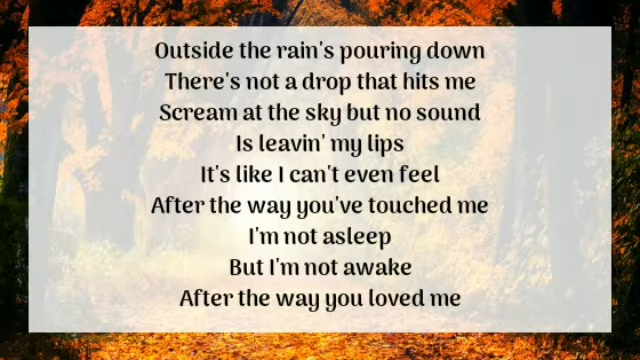 Outside the rain's pouring down
There's not a drop that hits me
Scream at the sky but no sound
Is leavin' my lips
It's like I can't even feel
After the way you've touched me
I'm not asleep
But I'm not awake
After the way you loved me